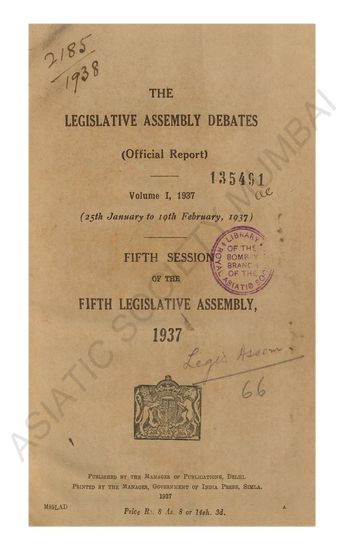 2185
1938
THE
LEGISLATIVE ASSEMBLY DEBATES
(Official Report)
135491
Volume I, 1937
(25th January to 19th February, 1937)
FIFTH SESSION
OF THE
FIFTH LEGISLATIVE ASSEMBLY,
1937
LIBRARY
OF THE
BOMBAY
BRANCH
OF THE
ROYAL ASIATIC SOC
Legis Assem.
66
PUBLISHED BY THE MANAGER OF PUBLICATIONS, DELHI.
PRINTED BY THE MANAGER, GOVERNMENT OF INDIA PRESS, SIMLA.
1937
Price Rs. 8 As. 8 or 14sh. 3d.
A
ASIATIC SOCIETY MUMBAI